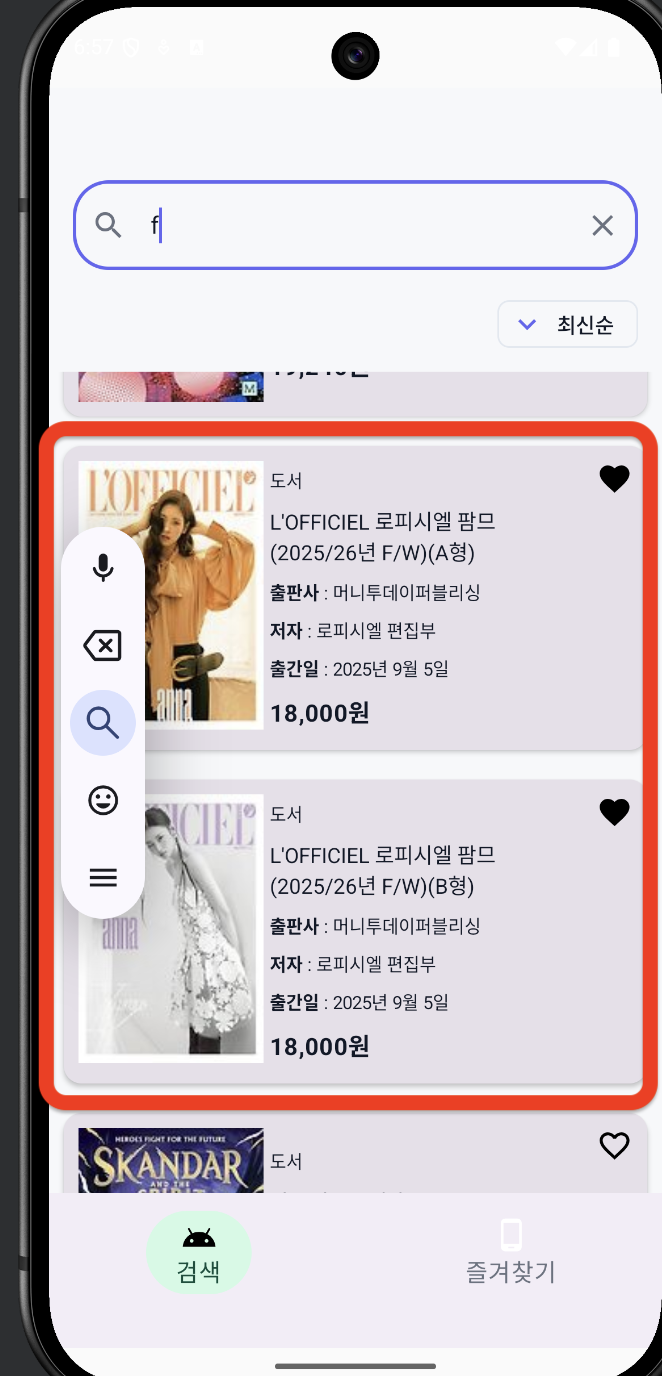 6:57
f
최신순
M
L'OFFICIEL
도서
L'OFFICIEL 로피시엘 팜므
(2025/26년 F/W)(A형)
출판사 : 머니투데이퍼블리싱
저자 : 로피시엘 편집부
출간일 : 2025년 9월 5일
18,000원
anna
FICIEL
도서
L'OFFICIEL 로피시엘 팜므
(2025/26년 F/W)(B형)
출판사 : 머니투데이퍼블리싱
저자 : 로피시엘 편집부
출간일 : 2025년 9월 5일
18,000원
anna
HEROES FIGHT FOR THE FUTURE
SKANDAR
AND THE
도서
검색
즐겨찾기